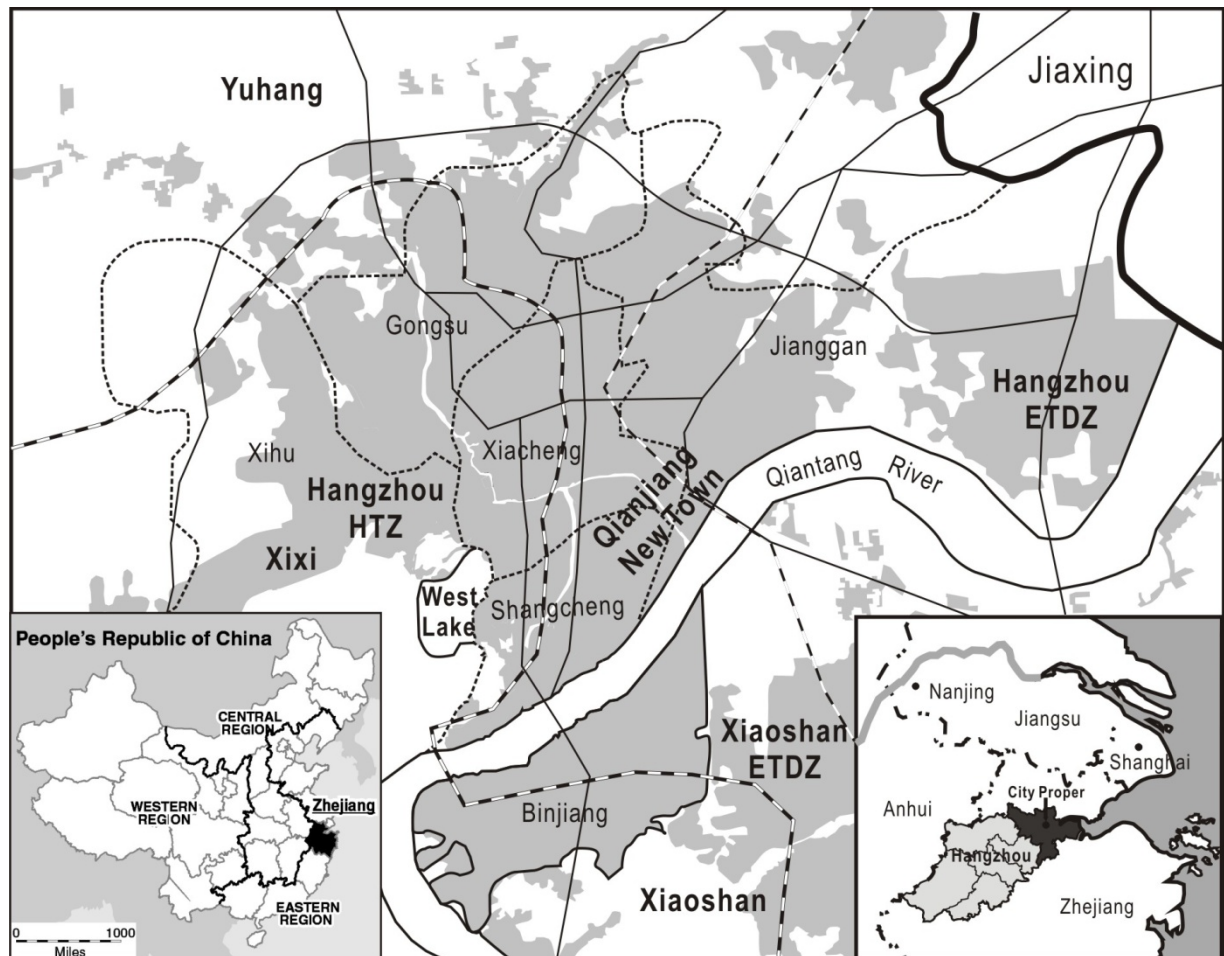 Yuhang
Jiaxing
Gongsu
Jianggan
Hangzhou
ETDZ
Xihu
Xiacheng
Qiantang River
Hangzhou
HTZ
Qianjiang
New Town
Xixi
West
Lake
Shangcheng
Xiaoshan
ETDZ
Binjiang
Xiaoshan
People's Republic of China
CENTRAL
REGION
WESTERN
REGION
Zhejiang
EASTERN
REGION
0 1000
Miles
Nanjing
Jiangsu
Shanghai
City Proper
Anhui
Hangzhou
Zhejiang